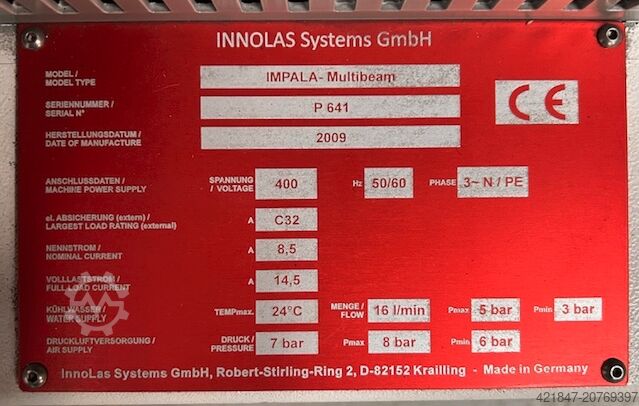 INNOLAS Systems GmbH
MODEL /
MODEL TYPE
IMPALA- Multibeam
CE
SERIENNUMMER /
SERIAL N°
P 641
HERSTELLUNGSDATUM /
DATE OF MANUFACTURE
2009
ANSCHLUSSDATEN /
MACHINE POWER SUPPLY
SPANNUNG
/ VOLTAGE
400
Hz
50/60
PHASE
3~ N / PE
el. ABSICHERUNG (extern) /
LARGEST LOAD RATING (external)
A
C32
NENNSTROM /
NOMINAL CURRENT
A
8,5
VOLLLASTSTROM /
FULL LOAD CURRENT
A
14,5
KÜHLWASSER /
WATER SUPPLY
TEMPmax.
24°C
MENGE /
FLOW
16 l/min
Pmax
5 bar
Pmin
3 bar
DRUCKLUFTVERSORGUNG /
AIR SUPPLY
DRUCK /
PRESSURE
7 bar
Pmax
8 bar
Pmin
6 bar
InnoLas Systems GmbH, Robert-Stirling-Ring 2, D-82152 Krailling - Made in Germany
421847-20769397